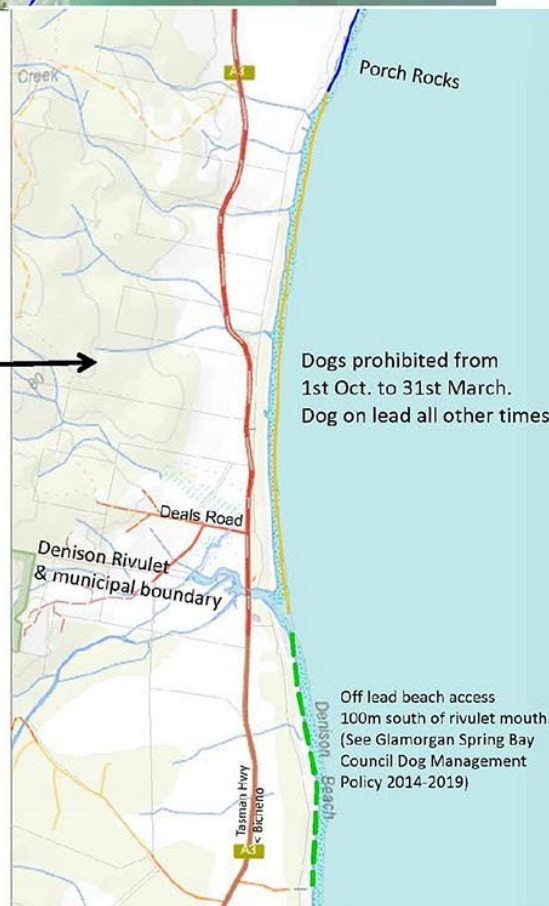 A3
Creek
Porch Rocks
Dogs prohibited from
1st Oct. to 31st March.
Dog on lead all other times
80
Deals Road
Denison Rivulet
& municipal boundary
Off lead beach access
100m south of rivulet mouth.
(See Glamorgan Spring Bay
Council Dog Management
Policy 2014-2019)
Denison Beach
Tasman Hwy
< Bicheno
A3